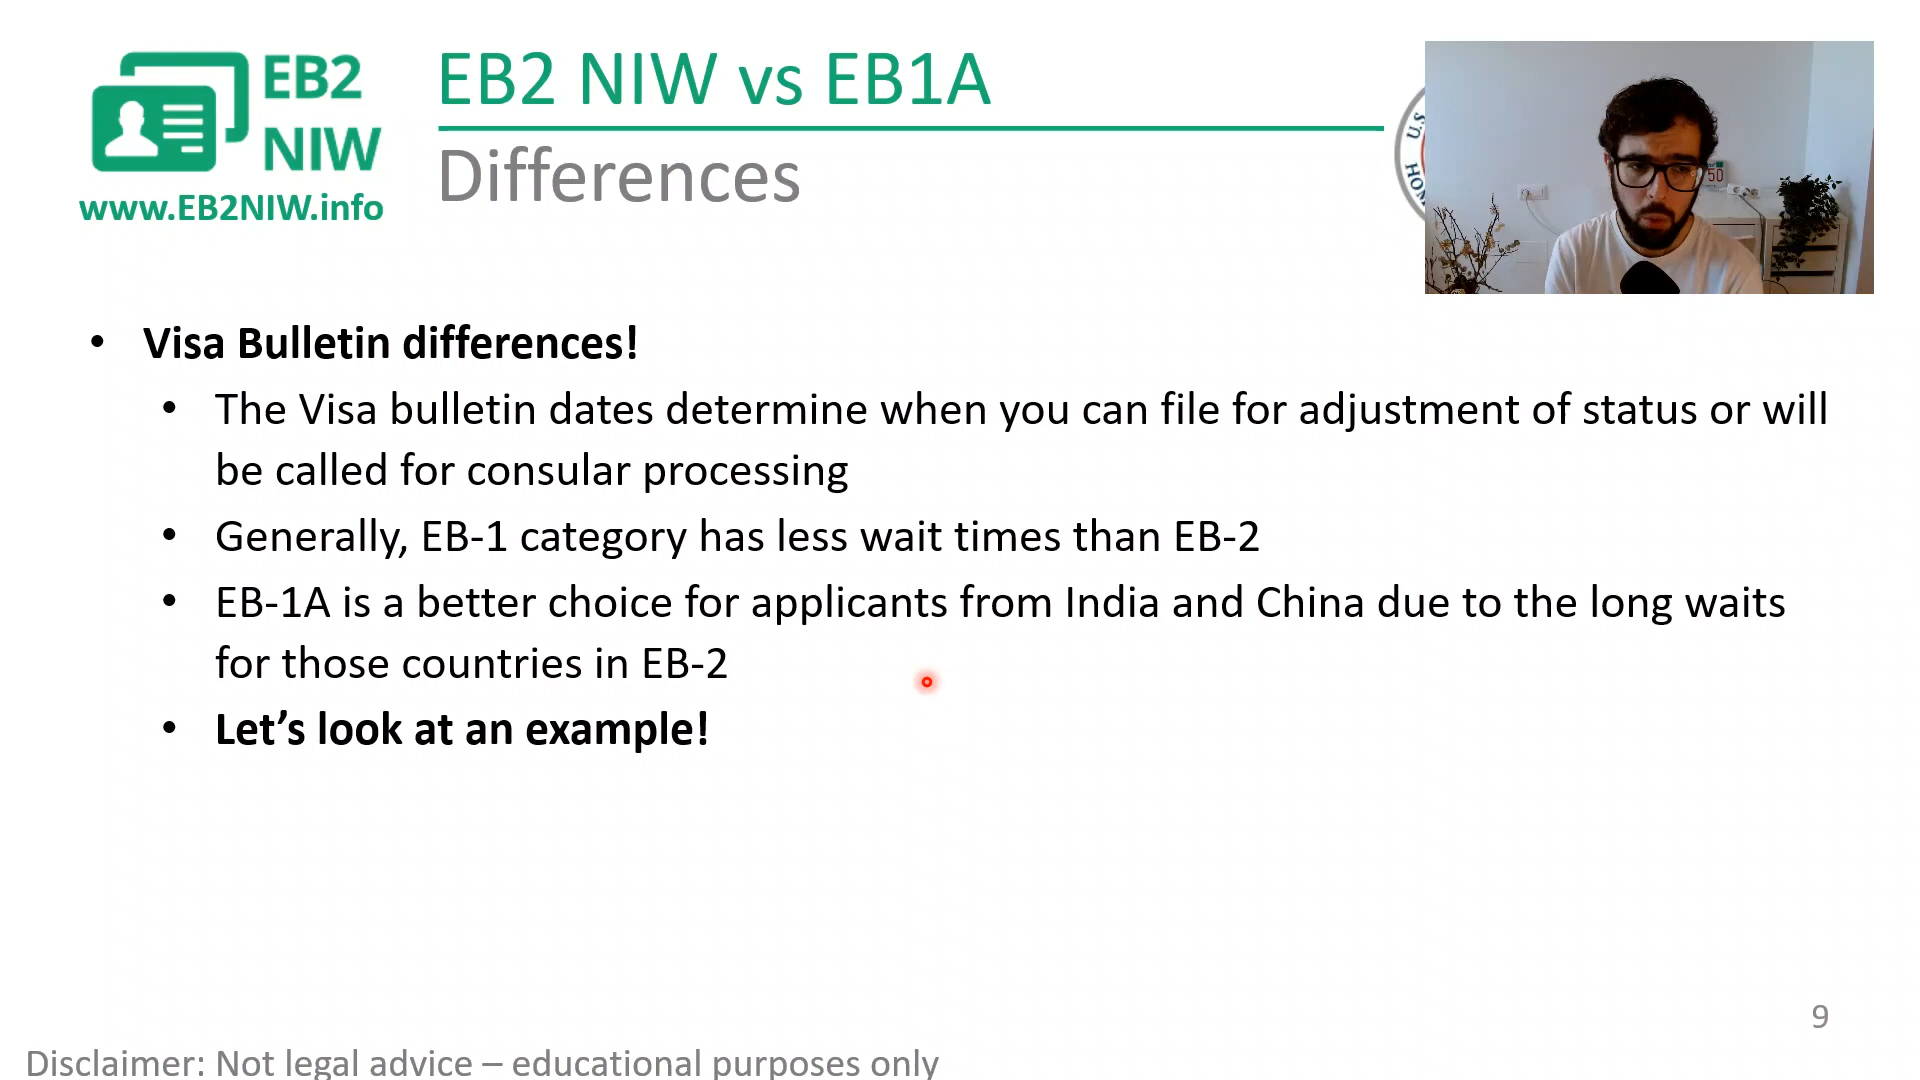 EB2
NIW
www.EB2NIW.info
EB2 NIW vs EB1A
Differences
U.S.
HOM
50
• Visa Bulletin differences!
• The Visa bulletin dates determine when you can file for adjustment of status or will
be called for consular processing
• Generally, EB-1 category has less wait times than EB-2
• EB-1A is a better choice for applicants from India and China due to the long waits
for those countries in EB-2
• Let’s look at an example!
9
Disclaimer: Not legal advice – educational purposes only